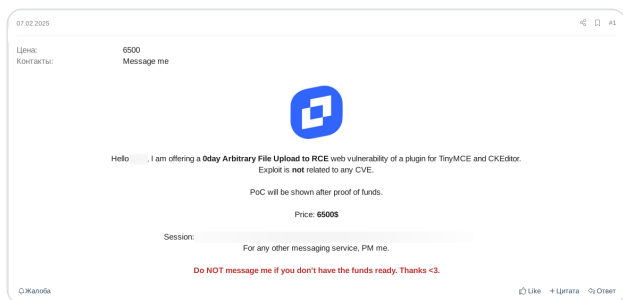 07.02.2025
#1
Цена: 6500
Контакты: Message me
Hello , I am offering a 0day Arbitrary File Upload to RCE web vulnerability of a plugin for TinyMCE and CKEditor.
Exploit is not related to any CVE.
PoC will be shown after proof of funds.
Price: 6500$
Session:
For any other messaging service, PM me.
Do NOT message me if you don't have the funds ready. Thanks <3.
Жалоба
Like + Цитата Ответ